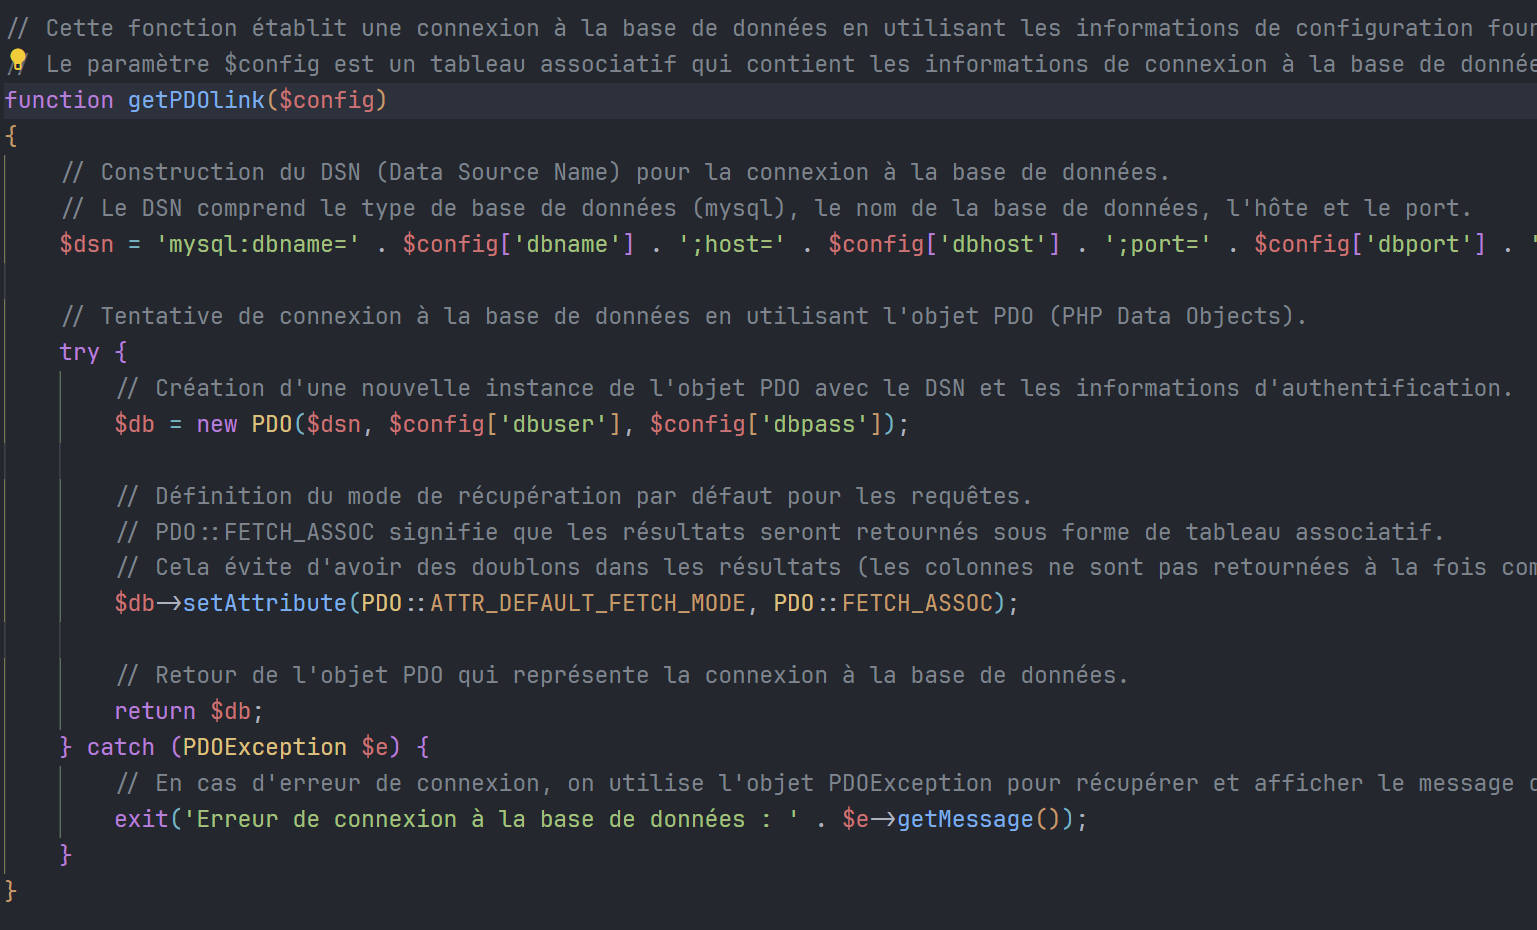 // Cette fonction établit une connexion à la base de données en utilisant les informations de configuration
// Le paramètre $config est un tableau associatif qui contient les informations de connexion à la base de
function getPDOlink($config)
{
    // Construction du DSN (Data Source Name) pour la connexion à la base de données.
    // Le DSN comprend le type de base de données (mysql), le nom de la base de données, l'hôte et le port.
    $dsn = 'mysql:dbname=' . $config['dbname'] . ';host=' . $config['dbhost'] . ';port=' . $config['dbport'] . '
    // Tentative de connexion à la base de données en utilisant l'objet PDO (PHP Data Objects).
    try {
        // Création d'une nouvelle instance de l'objet PDO avec le DSN et les informations d'authentification.
        $db = new PDO($dsn, $config['dbuser'], $config['dbpass']);
        // Définition du mode de récupération par défaut pour les requêtes.
        // PDO::FETCH_ASSOC signifie que les résultats seront retournés sous forme de tableau associatif.
        // Cela évite d'avoir des doublons dans les résultats (les colonnes ne sont pas retournées à la fois
        $db->setAttribute(PDO::ATTR_DEFAULT_FETCH_MODE, PDO::FETCH_ASSOC);
        // Retour de l'objet PDO qui représente la connexion à la base de données.
        return $db;
    } catch (PDOException $e) {
        // En cas d'erreur de connexion, on utilise l'objet PDOException pour récupérer et afficher le message
        exit('Erreur de connexion à la base de données : ' . $e->getMessage());
    }
}